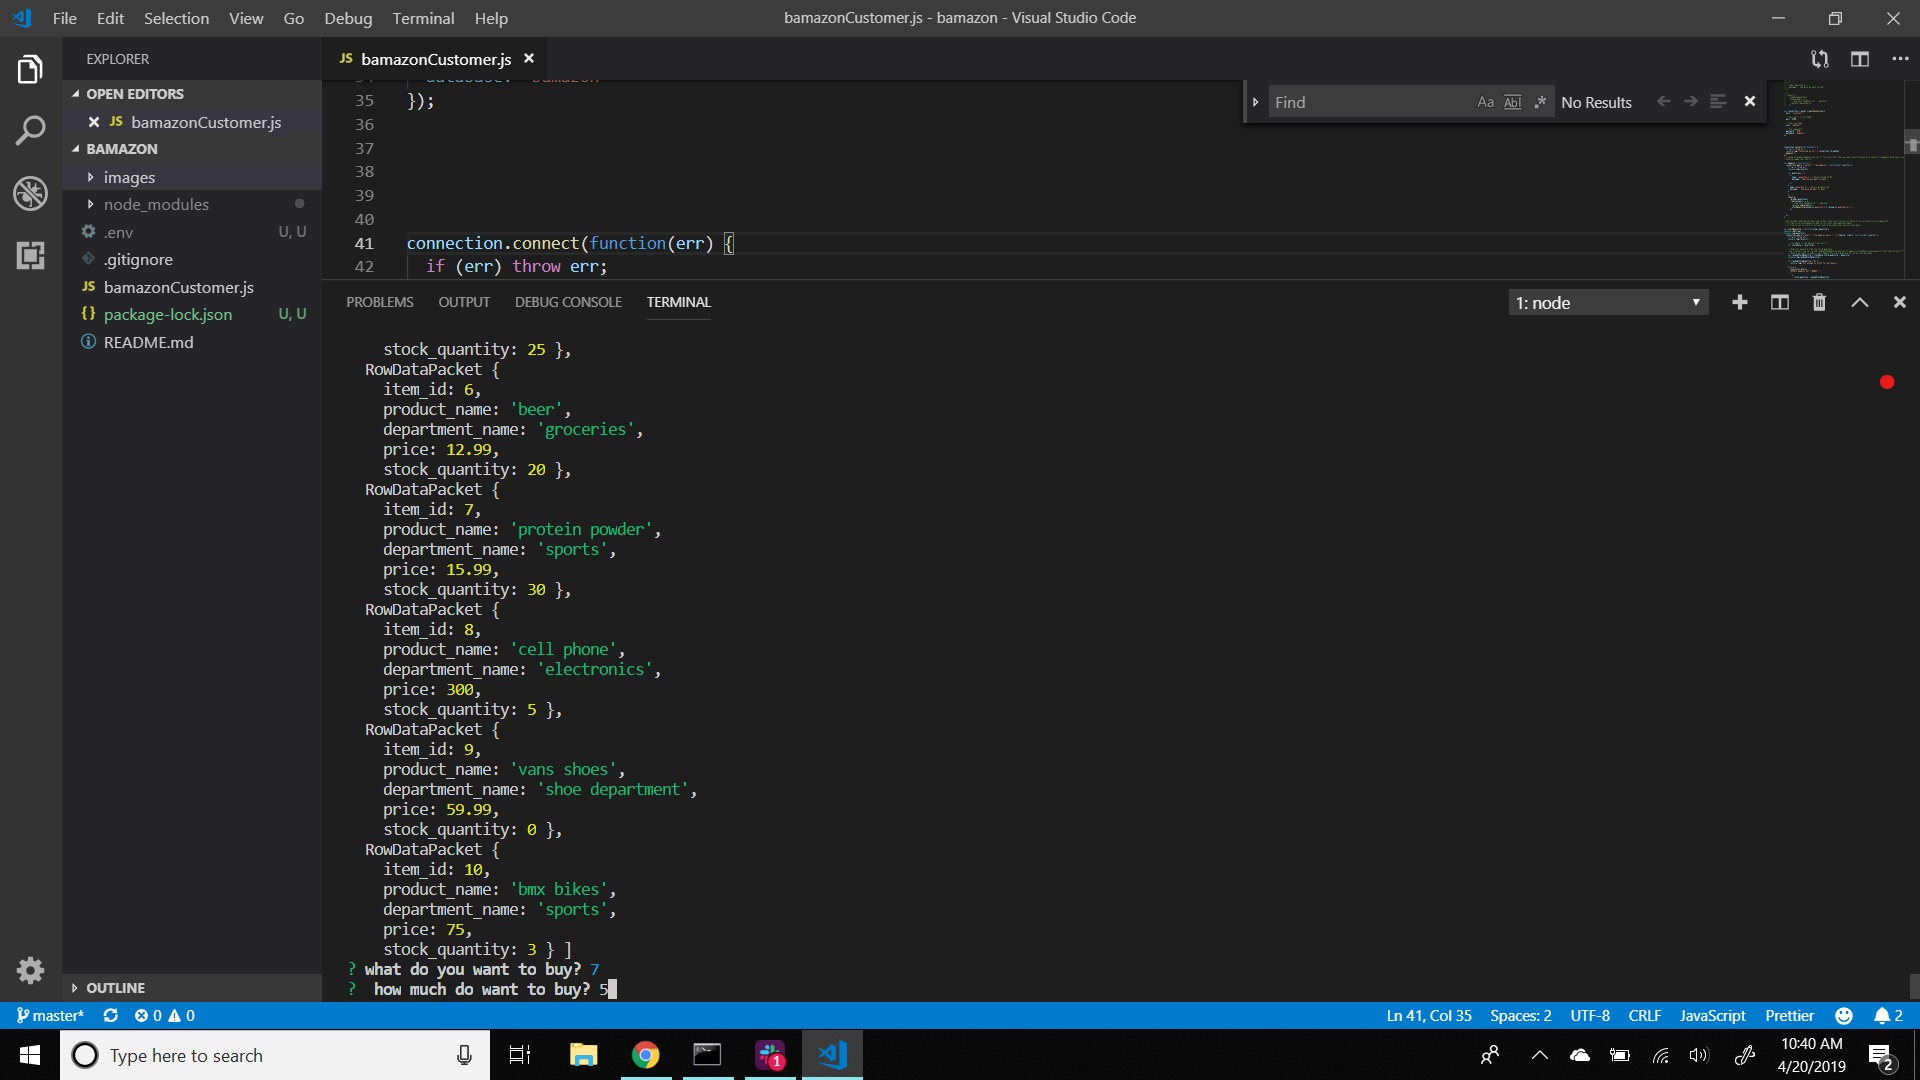 File Edit Selection View Go Debug Terminal Help
bamazonCustomer.js - bamazon - Visual Studio Code
EXPLORER
JS bamazonCustomer.js
OPEN EDITORS
JS bamazonCustomer.js
BAMAZON
images
node_modules
.env U, U
.gitignore
JS bamazonCustomer.js
{} package-lock.json U, U
README.md
OUTLINE
35 });
36
37
38
39
40
41 connection.connect(function(err) {
42 if (err) throw err;
Find Aa Abl .* No Results
PROBLEMS OUTPUT DEBUG CONSOLE TERMINAL
1: node
stock_quantity: 25 },
RowDataPacket {
item_id: 6,
product_name: 'beer',
department_name: 'groceries',
price: 12.99,
stock_quantity: 20 },
RowDataPacket {
item_id: 7,
product_name: 'protein powder',
department_name: 'sports',
price: 15.99,
stock_quantity: 30 },
RowDataPacket {
item_id: 8,
product_name: 'cell phone',
department_name: 'electronics',
price: 300,
stock_quantity: 5 },
RowDataPacket {
item_id: 9,
product_name: 'vans shoes',
department_name: 'shoe department',
price: 59.99,
stock_quantity: 0 },
RowDataPacket {
item_id: 10,
product_name: 'bmx bikes',
department_name: 'sports',
price: 75,
stock_quantity: 3 } ]
? what do you want to buy? 7
? how much do want to buy? 5
master* 0 0
Ln 41, Col 35 Spaces: 2 UTF-8 CRLF JavaScript Prettier 2
Type here to search
1
10:40 AM
4/20/2019
2